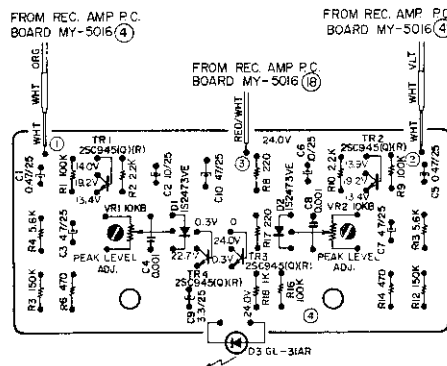 FROM REC. AMP P.C.
BOARD MY-5016 4
FROM REC. AMP P.C.
BOARD MY-5016 18
FROM REC. AMP P.C.
BOARD MY-5016 4
ORG
WHT
WHT
RED/WHT
VLT
WHT
WHT
1
3
2
4
C1
0.47/25
R1 100K
TR1
2SC945(Q)(R)
14.0V
19.2V
13.4V
R2 2.2K
C2 10/25
C10 47/25
24.0V
R8 220
C6
10/25
R10 2.2K
TR2
2SC945(Q)(R)
13.9V
19.2V
13.4V
R9 100K
C5 0.47/25
R4 5.6K
C3 4.7/25
VR1 10KB
PEAK LEVEL
ADJ.
C4
0.001
D1
1S2473VE
22.7V
0.3V
0
24.0V
0.3V
TR4
2SC945(Q)(R)
TR3
2SC945(Q)(R)
R17 220
D2
1S2473VE
C8
0.001
VR2 10KB
PEAK LEVEL
ADJ.
C7 4.7/25
R13 5.6K
R3 150K
R6 470
C9
3.3/25
24.0V
R18 1K
R16
100K
R14 470
R12 150K
D3 GL-31AR